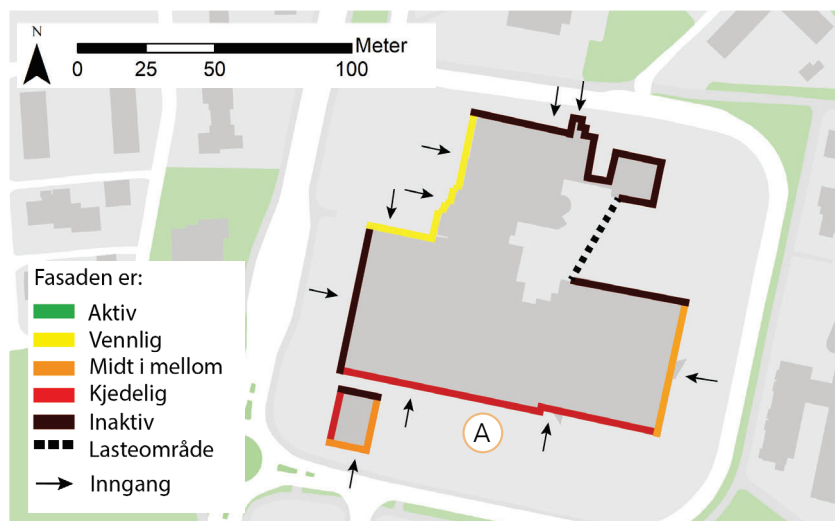 N
Meter
0 25 50 100
Fasaden er:
Aktiv
Vennlig
Midt i mellom
Kjedelig
Inaktiv
Lasteområde
Inngang
A